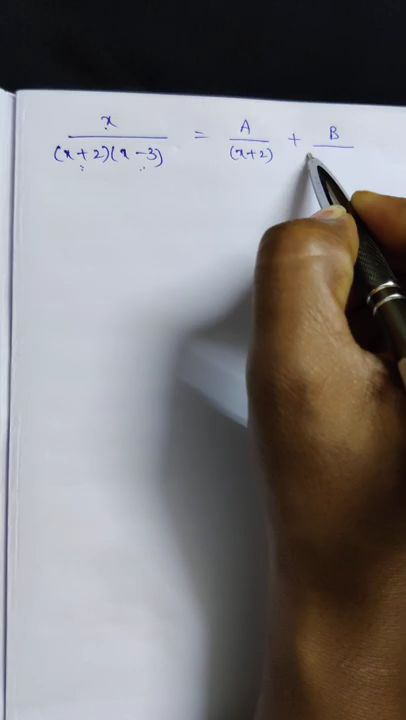 x/((x+2)(x-3)) = A/(x+2) + B/